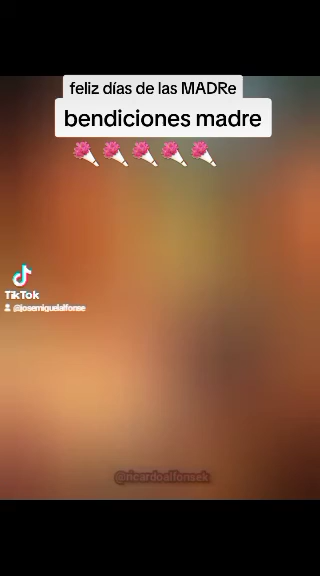 feliz días de las MADRe
bendiciones madre
💐💐💐💐💐
TikTok
@josemiguelalfonse
@ricardoalfonsek